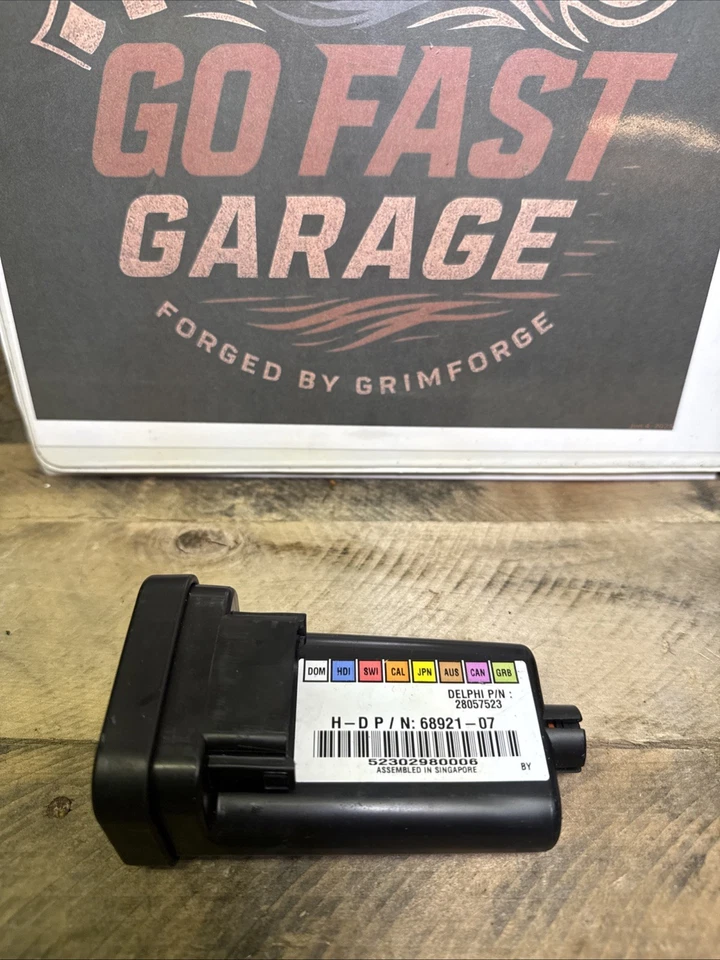 GO FAST
GARAGE
FORGED BY GRIMFORGE
DOM HDI SWI CAL JPN AUS CAN GRB
DELPHI P/N :
28057523
H-D P / N: 68921-07
52302980006
ASSEMBLED IN SINGAPORE
BY